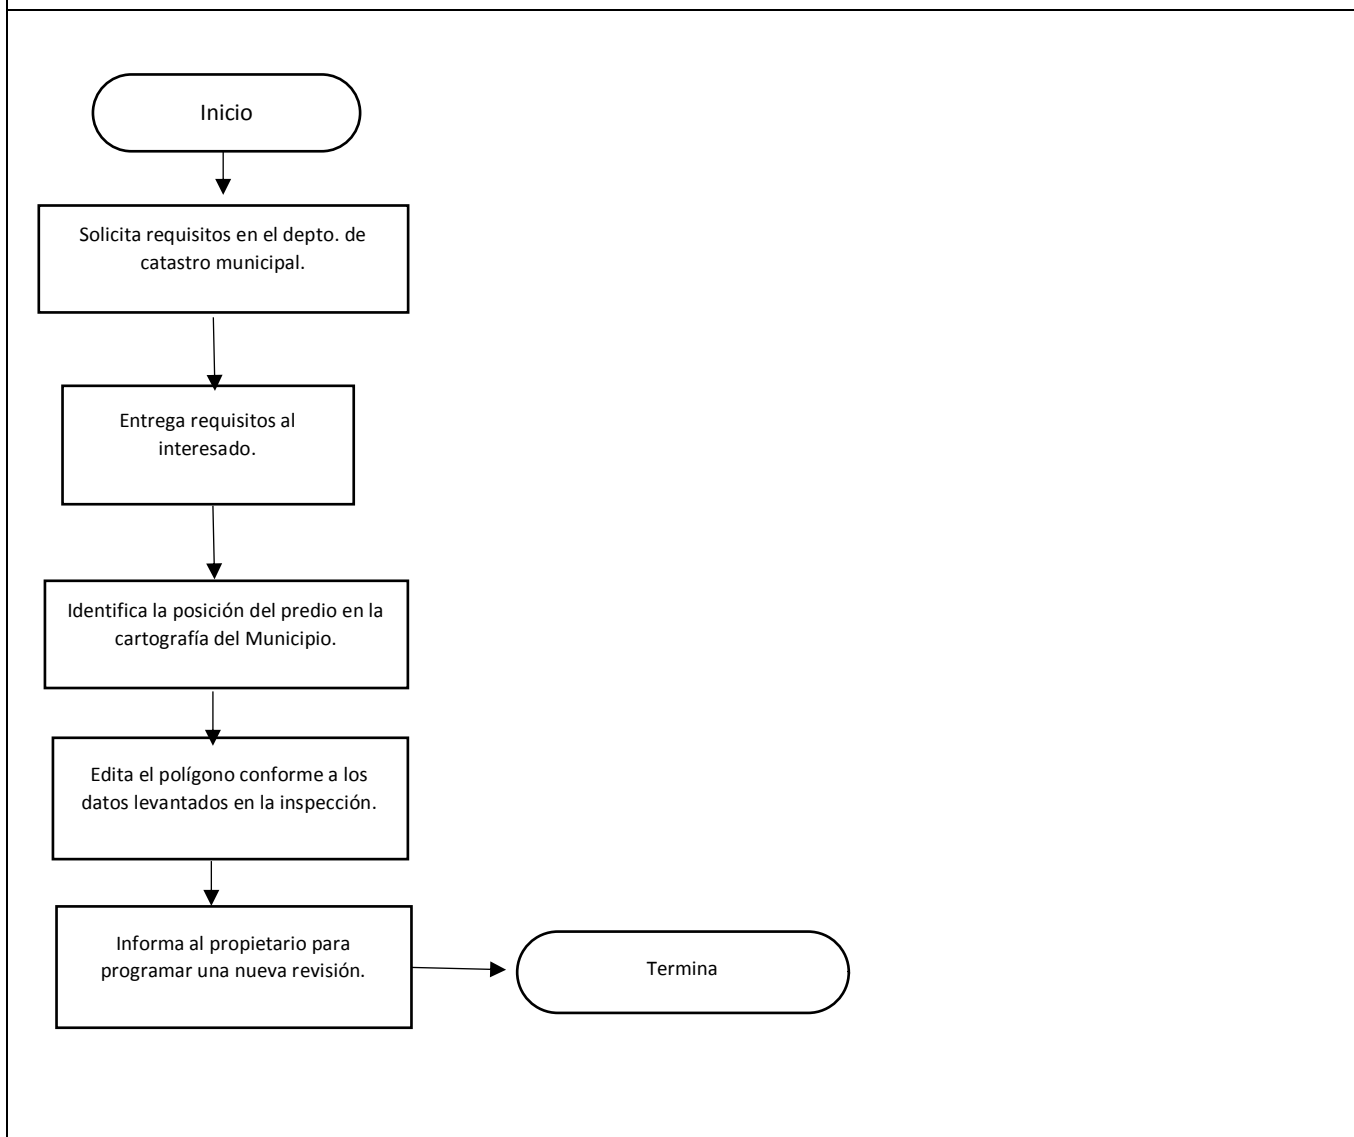 Inicio
Solicita requisitos en el depto. de
catastro municipal.
Entrega requisitos al
interesado.
Identifica la posición del predio en la
cartografía del Municipio.
Edita el polígono conforme a los
datos levantados en la inspección.
Informa al propietario para
programar una nueva revisión.
Termina